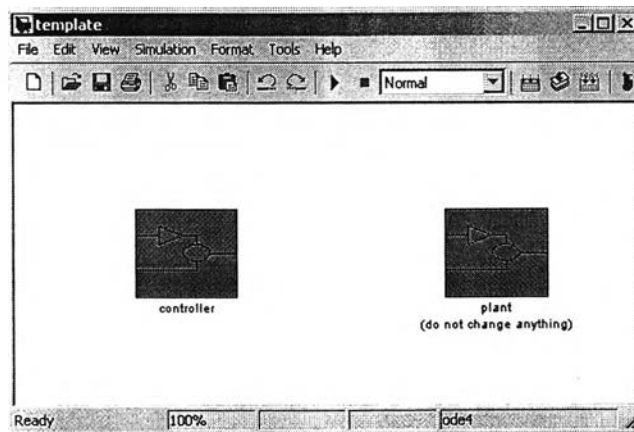 template
File Edit View Simulation Format Tools Help
Normal
controller
plant
(do not change anything)
Ready 100% ode4